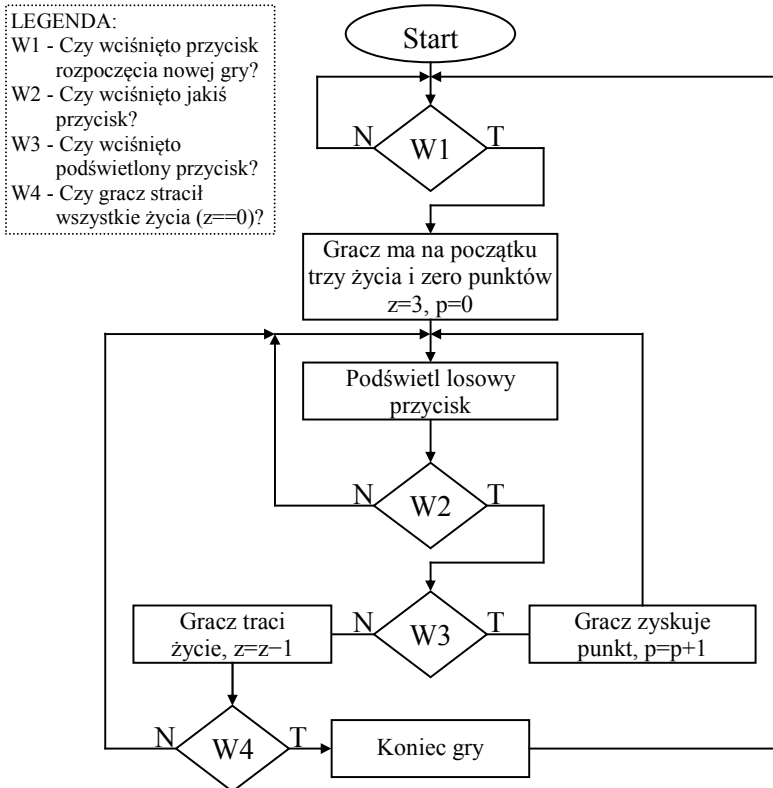 LEGENDA:
W1 - Czy wciśnięto przycisk
rozpoczęcia nowej gry?
W2 - Czy wciśnięto jakiś
przycisk?
W3 - Czy wciśnięto
podświetlony przycisk?
W4 - Czy gracz stracił
wszystkie życia (z==0)?
Start
N
W1
T
Gracz ma na początku
trzy życia i zero punktów
z=3, p=0
Podświetl losowy
przycisk
N
W2
T
Gracz traci
życie, z=z−1
N
W3
T
Gracz zyskuje
punkt, p=p+1
N
W4
T
Koniec gry